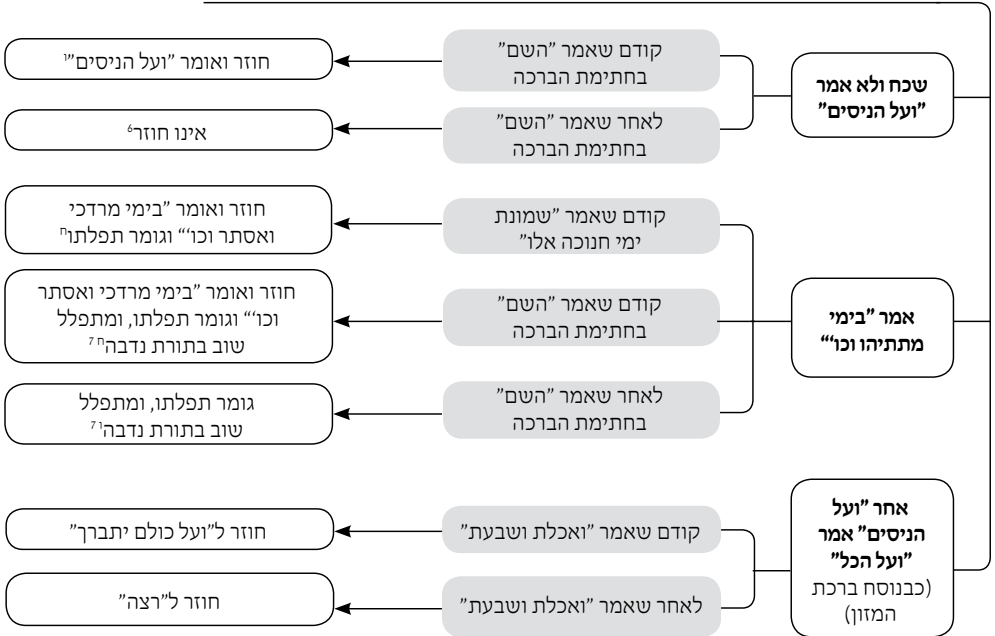 שכח ולא אמר
"ועל הניסים"
קודם שאמר "השם"
בחתימת הברכה
חוזר ואומר "ועל הניסים"ו
לאחר שאמר "השם"
בחתימת הברכה
אינו חוזר6
אמר "בימי
מתתיהו וכו'"
קודם שאמר "שמונת
ימי חנוכה אלו"
חוזר ואומר "בימי מרדכי
ואסתר וכו'" וגומר תפלתוח
קודם שאמר "השם"
בחתימת הברכה
חוזר ואומר "בימי מרדכי ואסתר
וכו'" וגומר תפלתו, ומתפלל
שוב בתורת נדבהח 7
לאחר שאמר "השם"
בחתימת הברכה
גומר תפלתו, ומתפלל
שוב בתורת נדבהו 7
אחר "ועל
הניסים" אמר
"ועל הכל"
(כבנוסח ברכת
המזון)
קודם שאמר "ואכלת ושבעת"
חוזר ל"ועל כולם יתברך"
לאחר שאמר "ואכלת ושבעת"
חוזר ל"רצה"